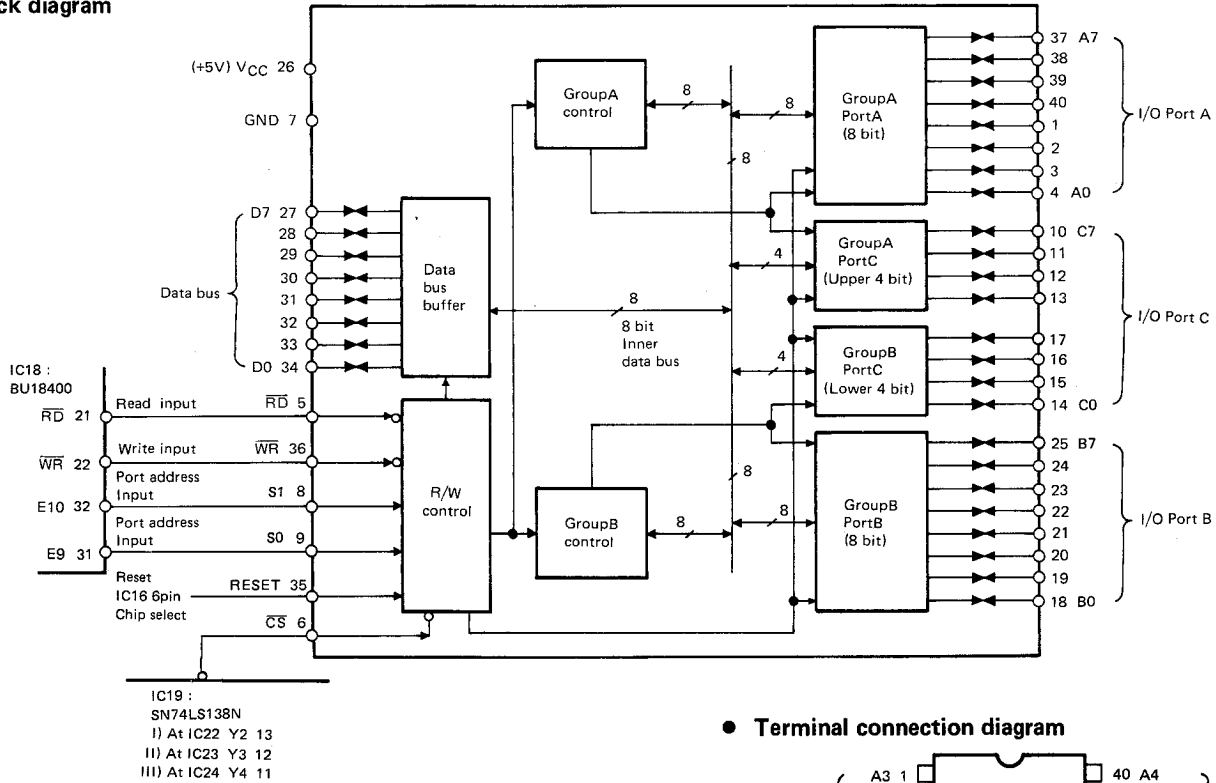 ck diagram
(+5V) VCC 26
GND 7
D7 27
28
29
30
31
32
33
D0 34
Data bus
Data
bus
buffer
IC18 :
BU18400
RD 21
Read input
RD 5
WR 22
Write input
WR 36
E10 32
Port address
Input
S1 8
E9 31
Port address
Input
S0 9
Reset
IC16 6pin
RESET 35
Chip select
CS 6
R/W
control
IC19 :
SN74LS138N
I) At IC22 Y2 13
II) At IC23 Y3 12
III) At IC24 Y4 11
GroupA
control
8
8
8
8 bit
Inner
data bus
GroupB
control
8
8
8
GroupA
PortA
(8 bit)
4
GroupA
PortC
(Upper 4 bit)
4
GroupB
PortC
(Lower 4 bit)
8
GroupB
PortB
(8 bit)
37 A7
38
39
40
1
2
3
4 A0
I/O Port A
10 C7
11
12
13
17
16
15
14 C0
I/O Port C
25 B7
24
23
22
21
20
19
18 B0
I/O Port B
● Terminal connection diagram
A3 1
40 A4